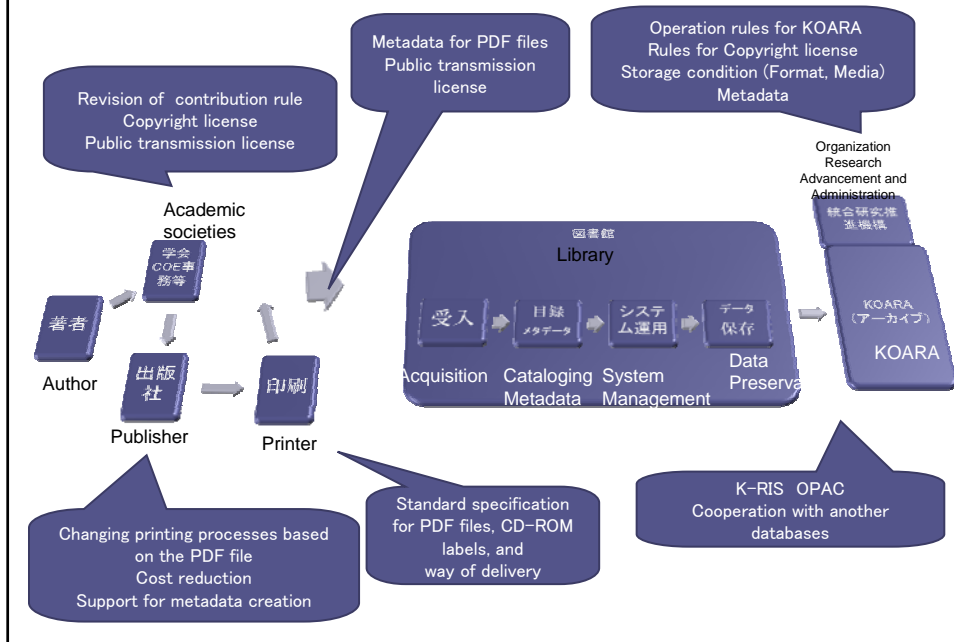 Metadata for PDF files
Public transmission
license
Operation rules for KOARA
Rules for Copyright license
Storage condition (Format, Media)
Metadata
Revision of contribution rule
Copyright license
Public transmission license
Organization
Research
Advancement and
Administration
統合研究推
進機構
Academic
societies
学会
COE事
務等
著者
Author
出版
社
Publisher
印刷
Printer
図書館
Library
受入
Acquisition
目録
メタデータ
Cataloging
Metadata
システ
ム運用
System
Management
データ
保存
Data
Preserva
KOARA
(アーカイブ)
KOARA
Changing printing processes based
on the PDF file
Cost reduction
Support for metadata creation
Standard specification
for PDF files, CD-ROM
labels, and
way of delivery
K-RIS OPAC
Cooperation with another
databases